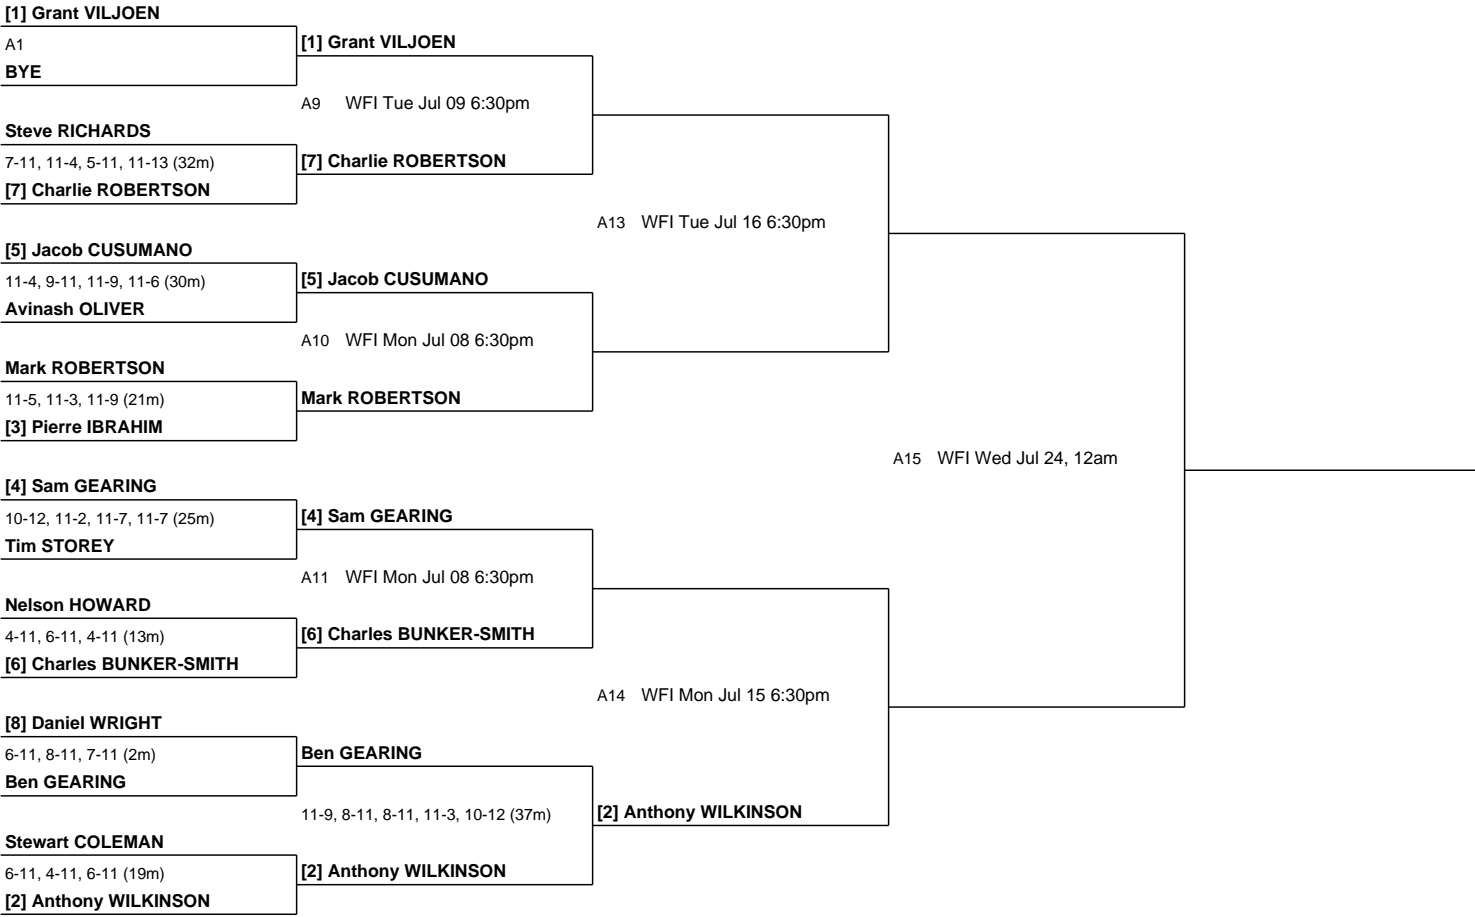 [1] Grant VILJOEN
A1
BYE
Steve RICHARDS
7-11, 11-4, 5-11, 11-13 (32m)
[7] Charlie ROBERTSON
[5] Jacob CUSUMANO
11-4, 9-11, 11-9, 11-6 (30m)
Avinash OLIVER
Mark ROBERTSON
11-5, 11-3, 11-9 (21m)
[3] Pierre IBRAHIM
[4] Sam GEARING
10-12, 11-2, 11-7, 11-7 (25m)
Tim STOREY
Nelson HOWARD
4-11, 6-11, 4-11 (13m)
[6] Charles BUNKER-SMITH
[8] Daniel WRIGHT
6-11, 8-11, 7-11 (2m)
Ben GEARING
Stewart COLEMAN
6-11, 4-11, 6-11 (19m)
[2] Anthony WILKINSON
[1] Grant VILJOEN
A9 WFI Tue Jul 09 6:30pm
[7] Charlie ROBERTSON
[5] Jacob CUSUMANO
A10 WFI Mon Jul 08 6:30pm
Mark ROBERTSON
[4] Sam GEARING
A11 WFI Mon Jul 08 6:30pm
[6] Charles BUNKER-SMITH
Ben GEARING
11-9, 8-11, 8-11, 11-3, 10-12 (37m)
[2] Anthony WILKINSON
A13 WFI Tue Jul 16 6:30pm
A14 WFI Mon Jul 15 6:30pm
[2] Anthony WILKINSON
A15 WFI Wed Jul 24, 12am